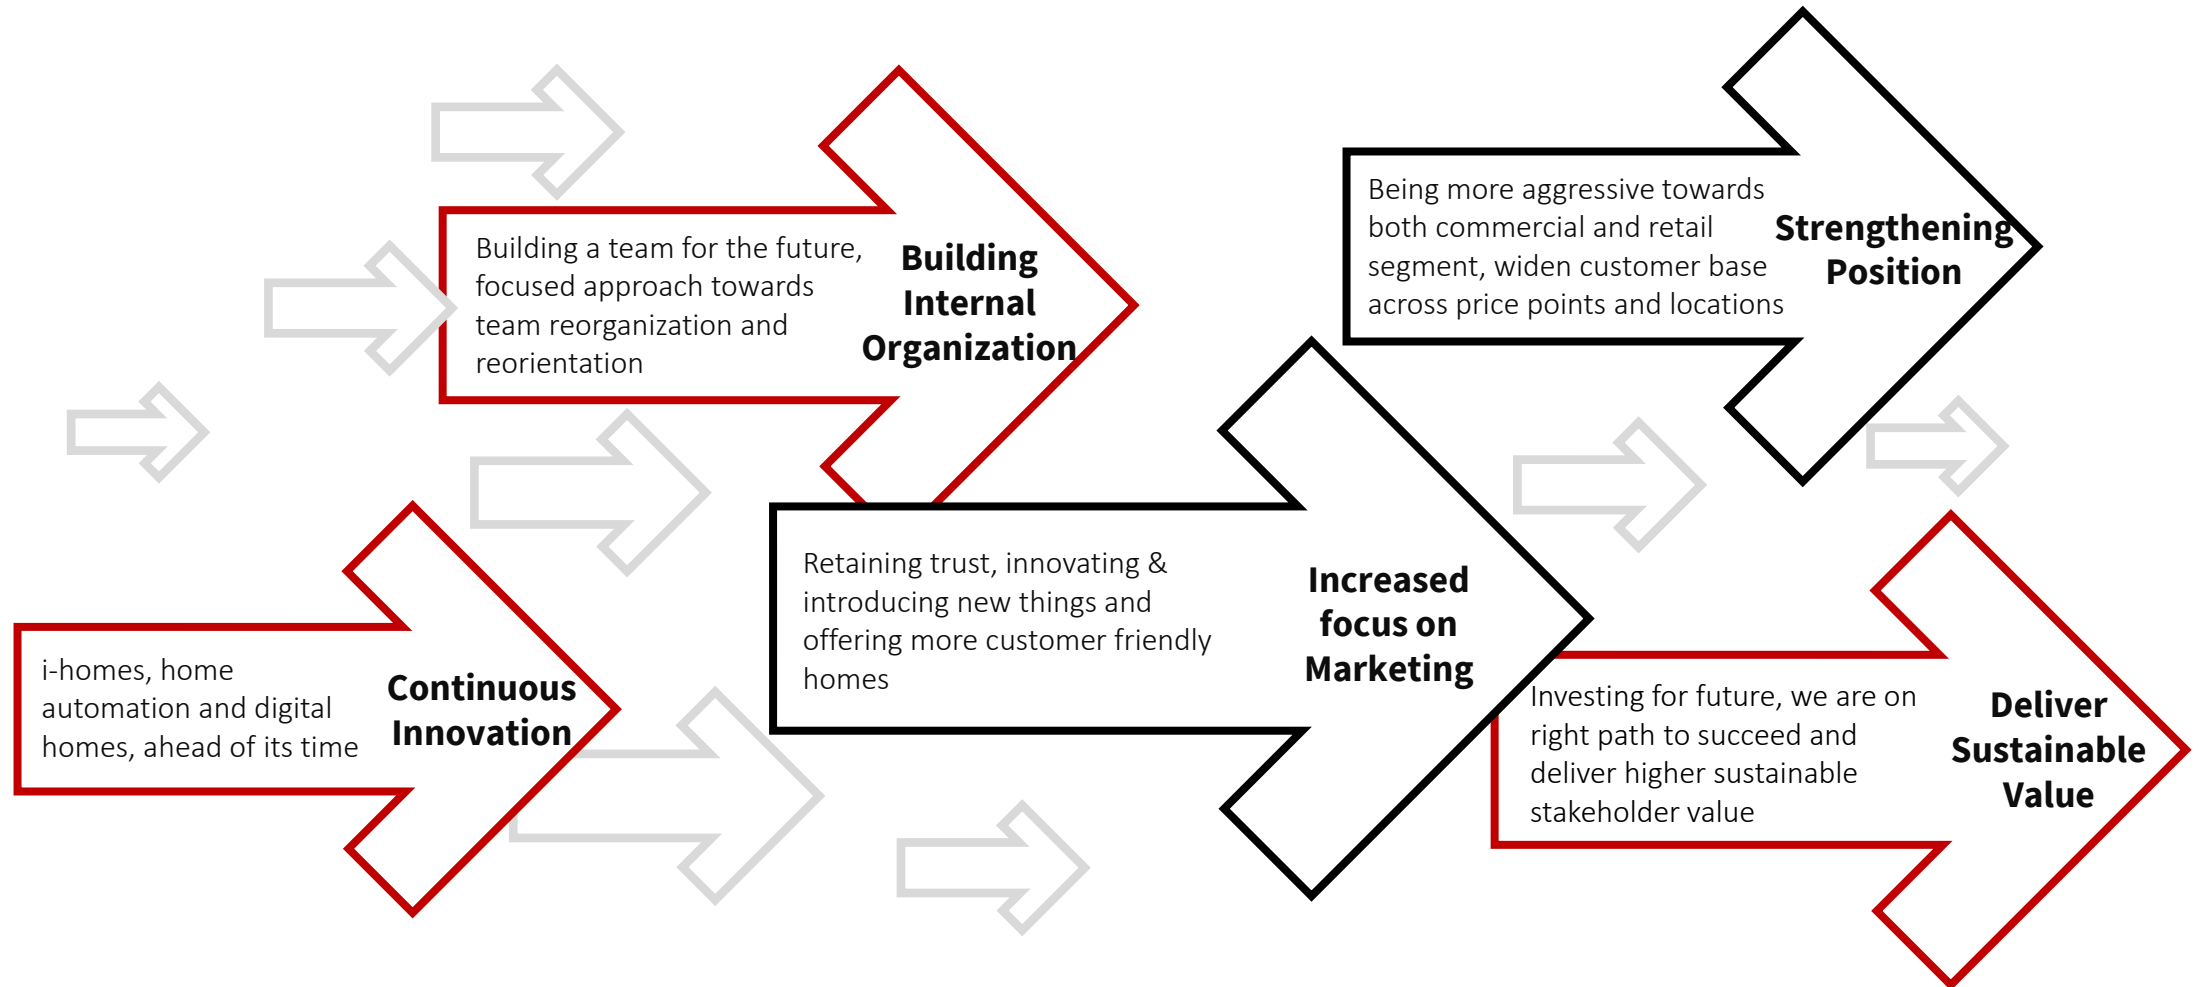 i-homes, home
automation and digital
homes, ahead of its time
Continuous
Innovation
Building a team for the future,
focused approach towards
team reorganization and
reorientation
Building
Internal
Organization
Retaining trust, innovating &
introducing new things and
offering more customer friendly
homes
Increased
focus on
Marketing
Being more aggressive towards
both commercial and retail
segment, widen customer base
across price points and locations
Strengthening
Position
Investing for future, we are on
right path to succeed and
deliver higher sustainable
stakeholder value
Deliver
Sustainable
Value